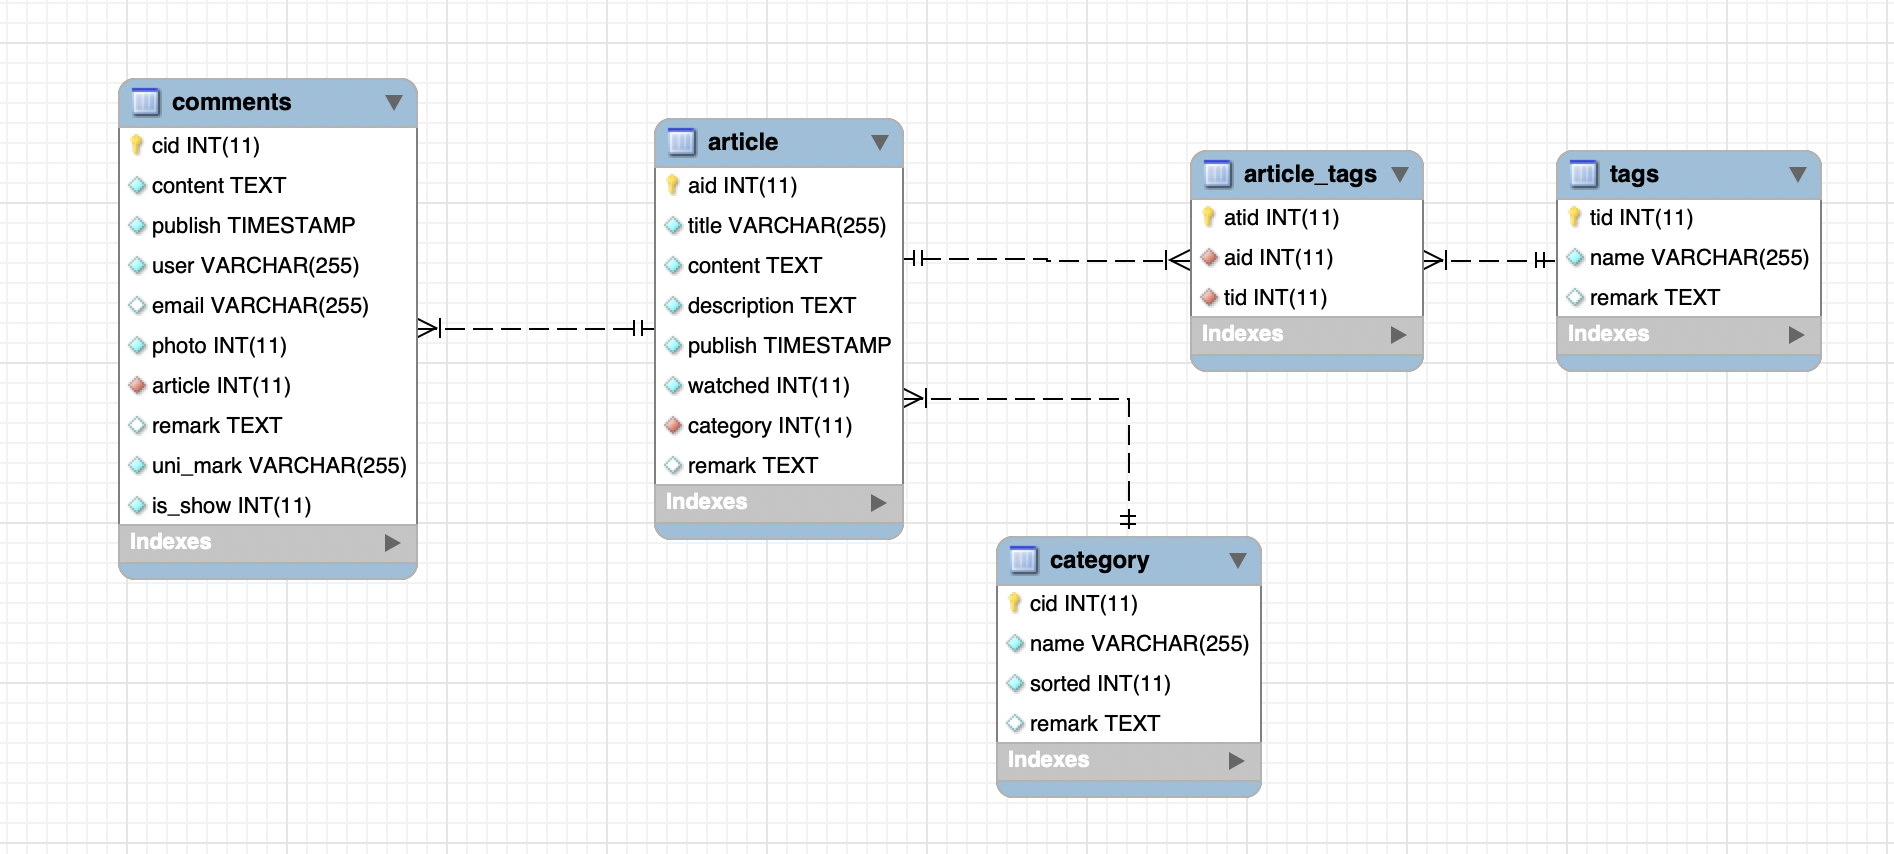 comments
cid INT(11)
content TEXT
publish TIMESTAMP
user VARCHAR(255)
email VARCHAR(255)
photo INT(11)
article INT(11)
remark TEXT
uni_mark VARCHAR(255)
is_show INT(11)
Indexes
article
aid INT(11)
title VARCHAR(255)
content TEXT
description TEXT
publish TIMESTAMP
watched INT(11)
category INT(11)
remark TEXT
Indexes
article_tags
atid INT(11)
aid INT(11)
tid INT(11)
Indexes
tags
tid INT(11)
name VARCHAR(255)
remark TEXT
Indexes
category
cid INT(11)
name VARCHAR(255)
sorted INT(11)
remark TEXT
Indexes